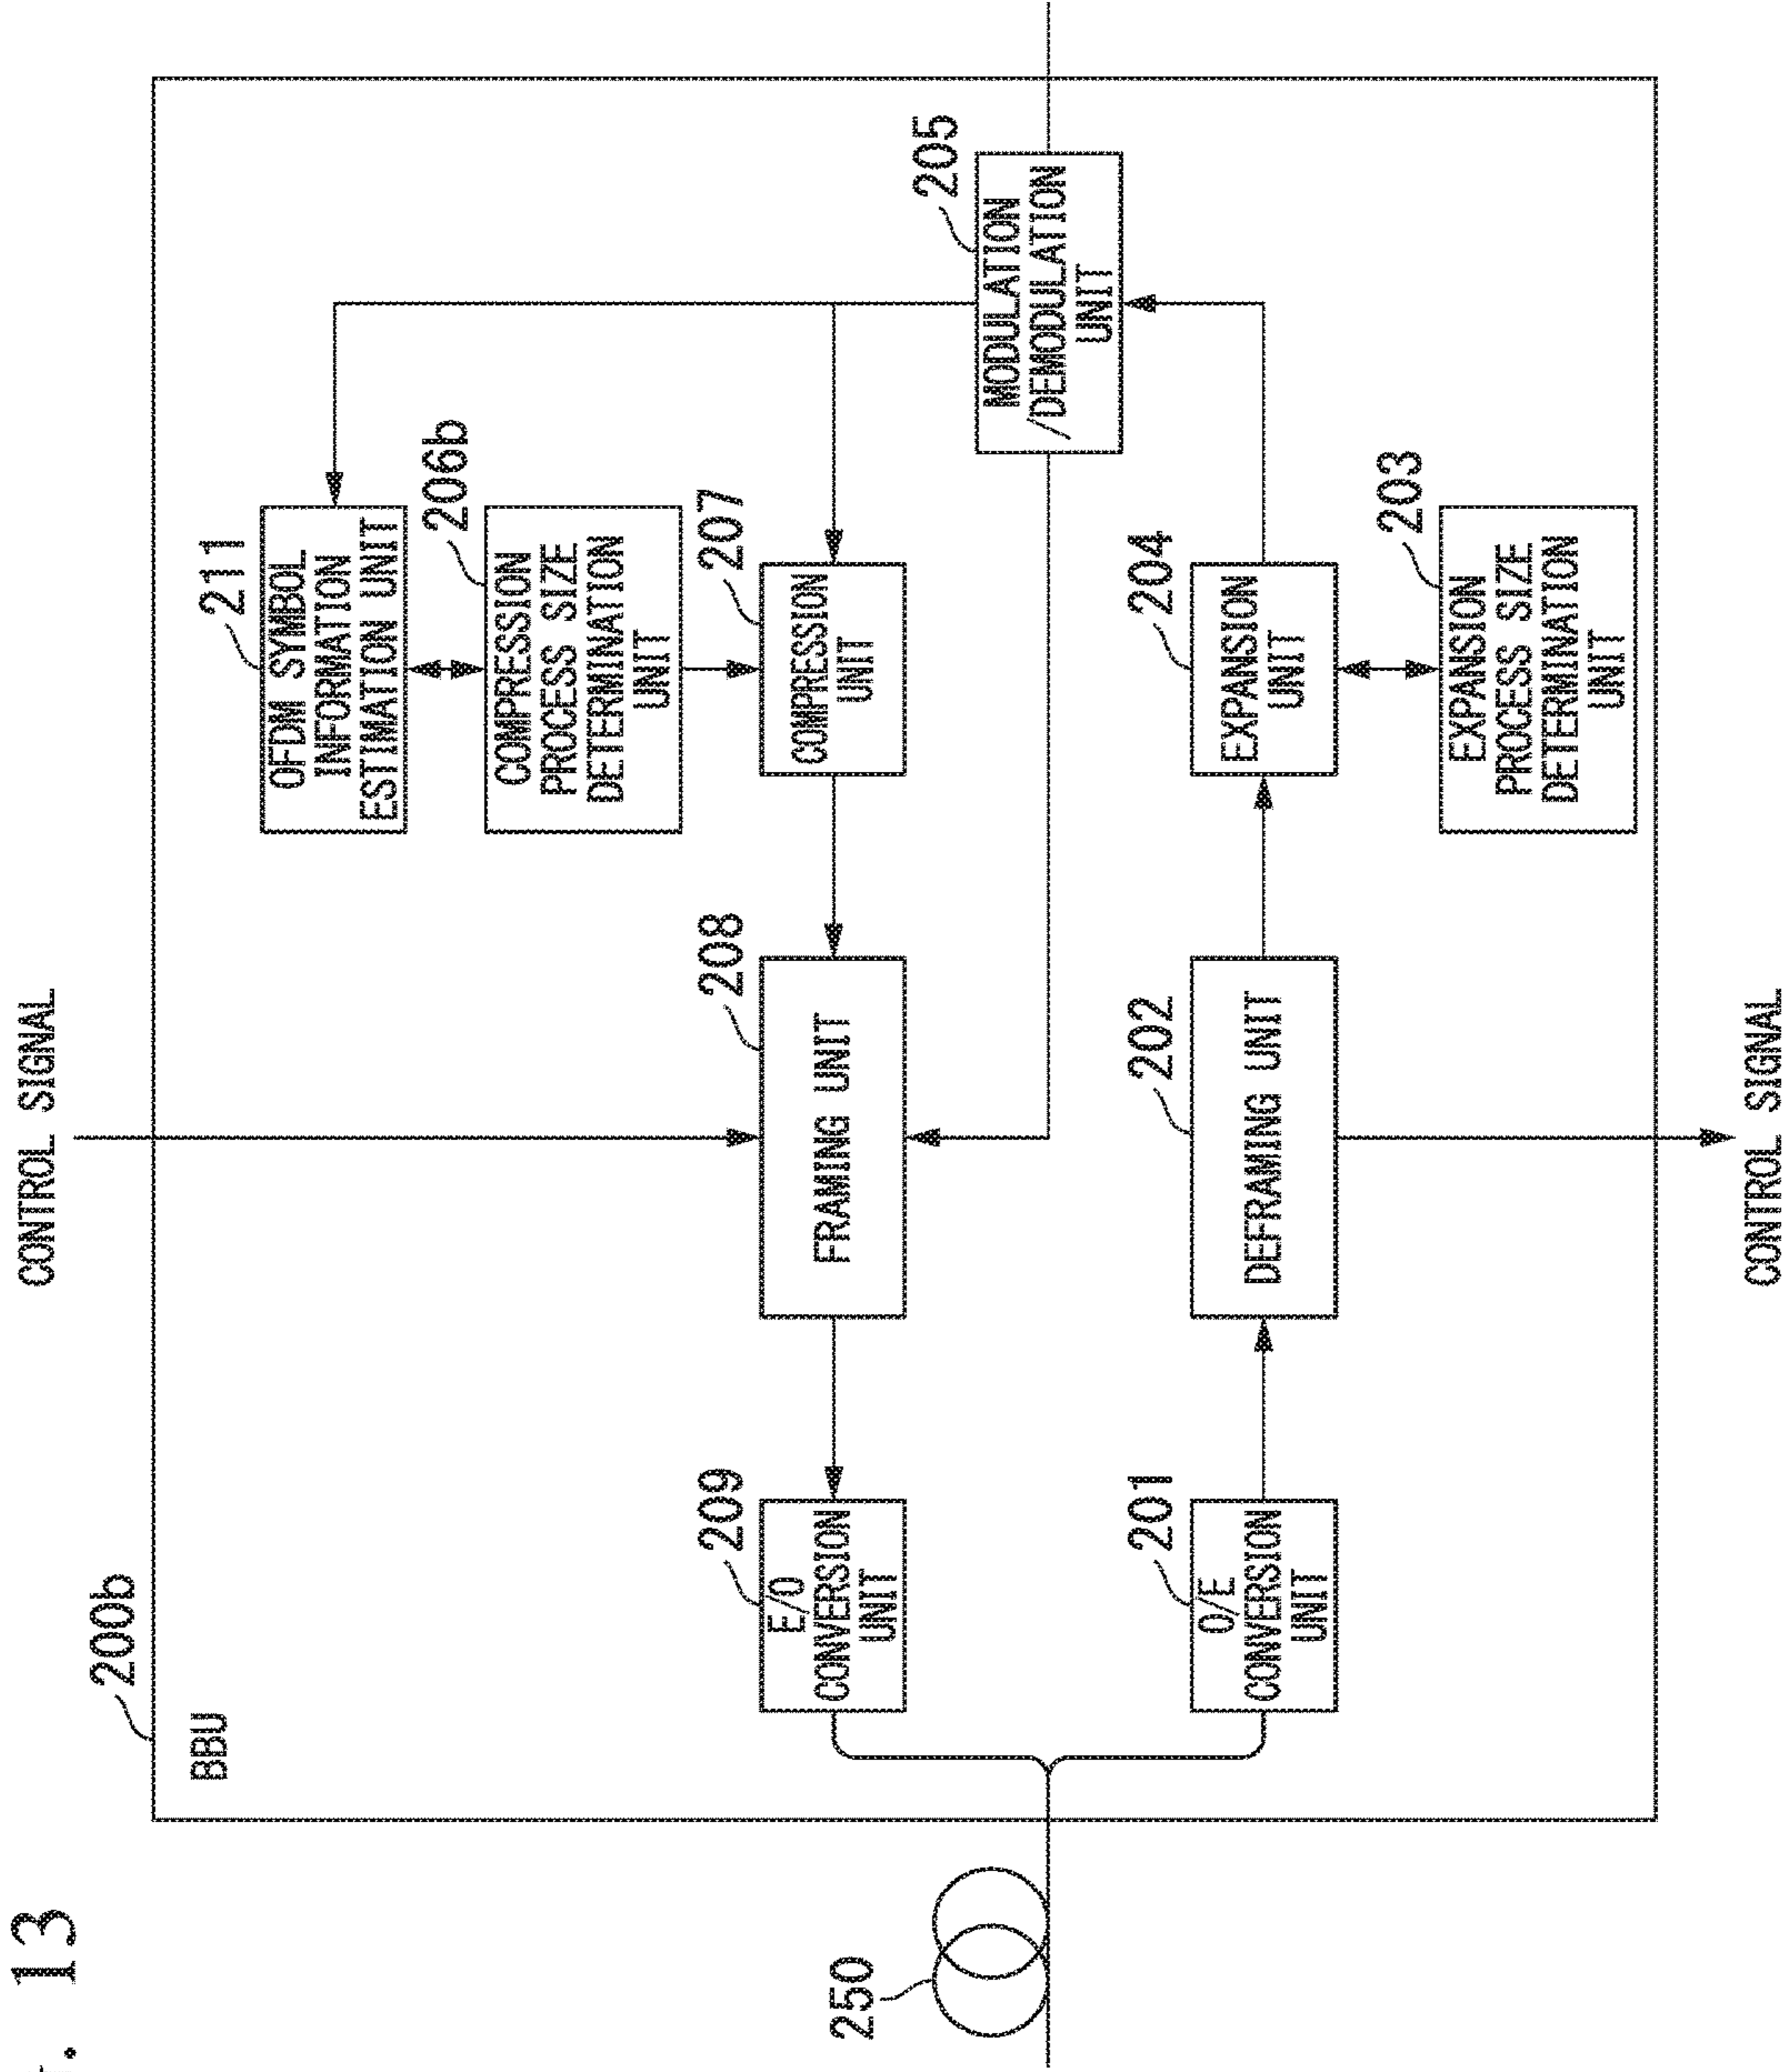 . 13
CONTROL SIGNAL
200b
BBU
211
OFDM SYMBOL
INFORMATION
ESTIMATION UNIT
206b
COMPRESSION
PROCESS SIZE
DETERMINATION
UNIT
209
E/O
CONVERSION
UNIT
208
FRAMING UNIT
207
COMPRESSION
UNIT
205
MODULATION
/DEMODULATION
UNIT
250
201
O/E
CONVERSION
UNIT
202
DEFRAMING UNIT
204
EXPANSION
UNIT
203
EXPANSION
PROCESS SIZE
DETERMINATION
UNIT
CONTROL SIGNAL